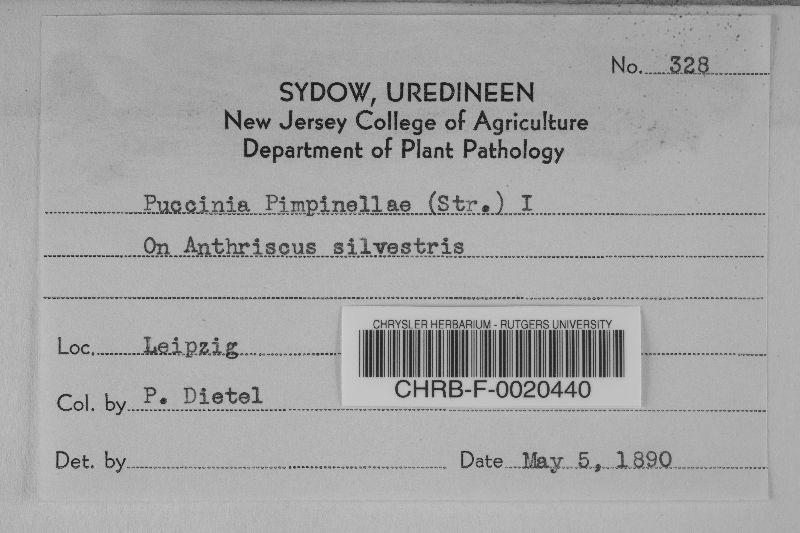 No. 328
SYDOW, UREDINEEN
New Jersey College of Agriculture
Department of Plant Pathology
Puccinia Pimpinellae (Str.) I
On Anthriscus silvestris
Loc. Leipzig
CHRYSLER HERBARIUM - RUTGERS UNIVERSITY
CHRB-F-0020440
Col. by P. Dietel
Det. by Date May 5, 1890